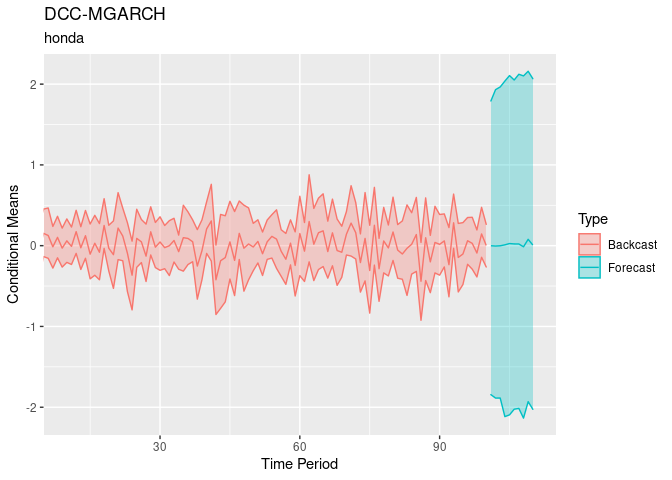 DCC-MGARCH
honda
Conditional Means
2
1
0
-1
-2
30
60
90
Time Period
Type
Backcast
Forecast